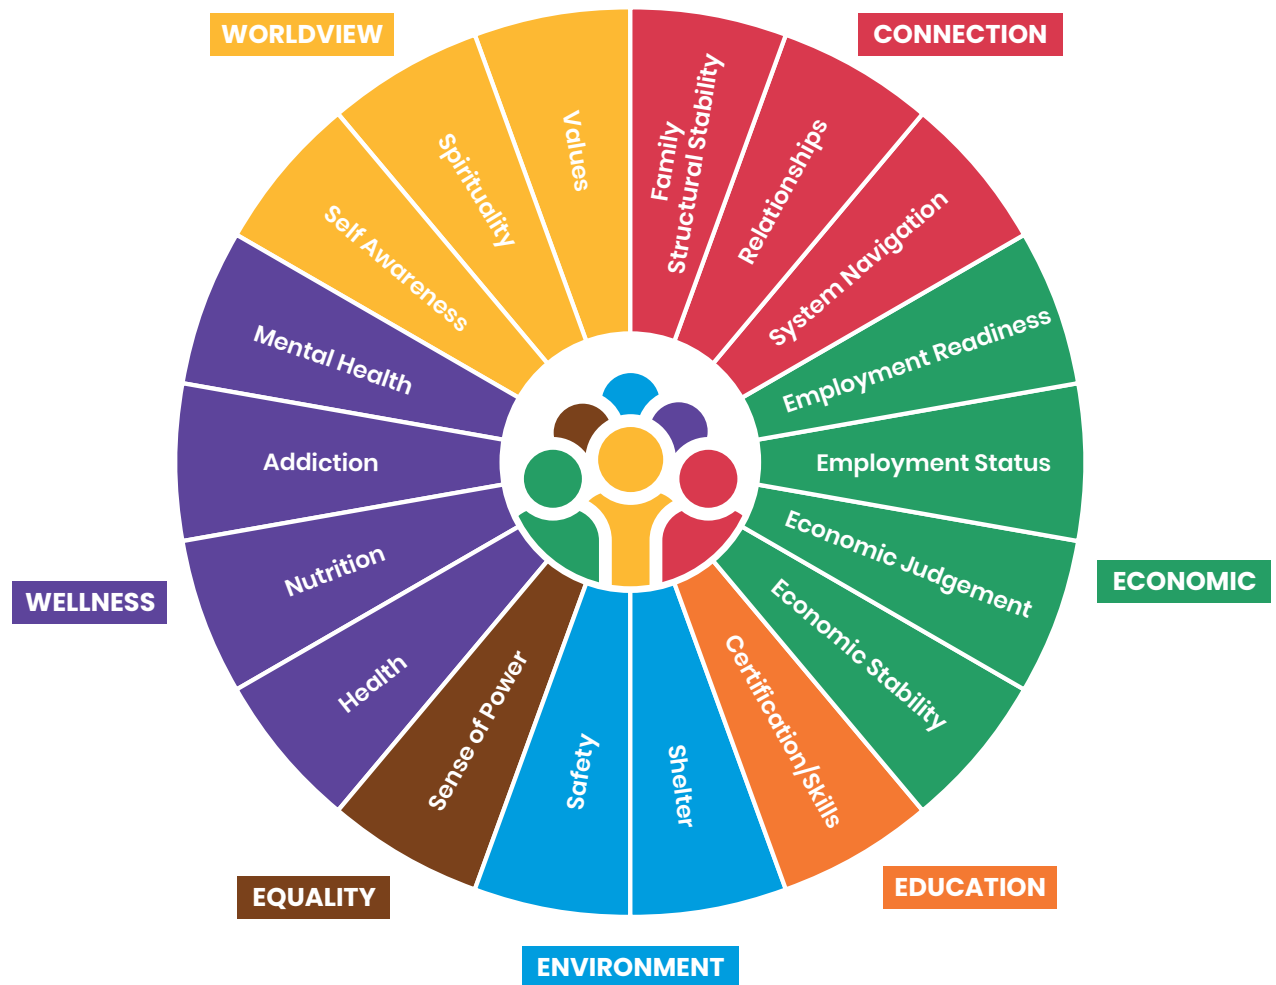 WORLDVIEW
CONNECTION
Values
Spirituality
Self Awareness
Family
Structural Stability
Relationships
System Navigation
Mental Health
Addiction
Nutrition
Health
Employment Readiness
Employment Status
Economic Judgement
Economic Stability
WELLNESS
ECONOMIC
Sense of Power
Safety
Shelter
Certification/Skills
EQUALITY
EDUCATION
ENVIRONMENT